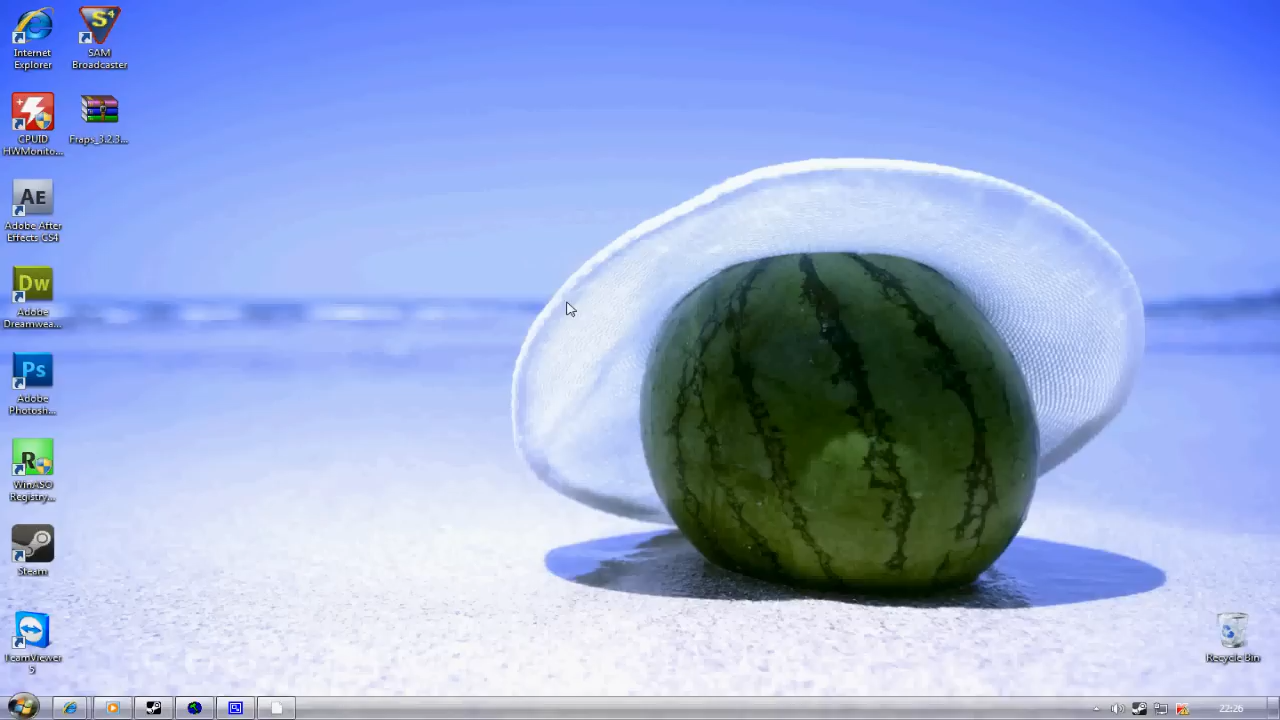 Internet
Explorer
S+
SAM
Broadcaster
CPUID
HWMonito...
Fraps_3.2.3...
AE
Adobe After
Effects CS4
Dw
Adobe
Dreamwea...
Ps
Adobe
Photosh...
R
WinASO
Registry...
Steam
TeamViewer
5
Recycle Bin
22:26